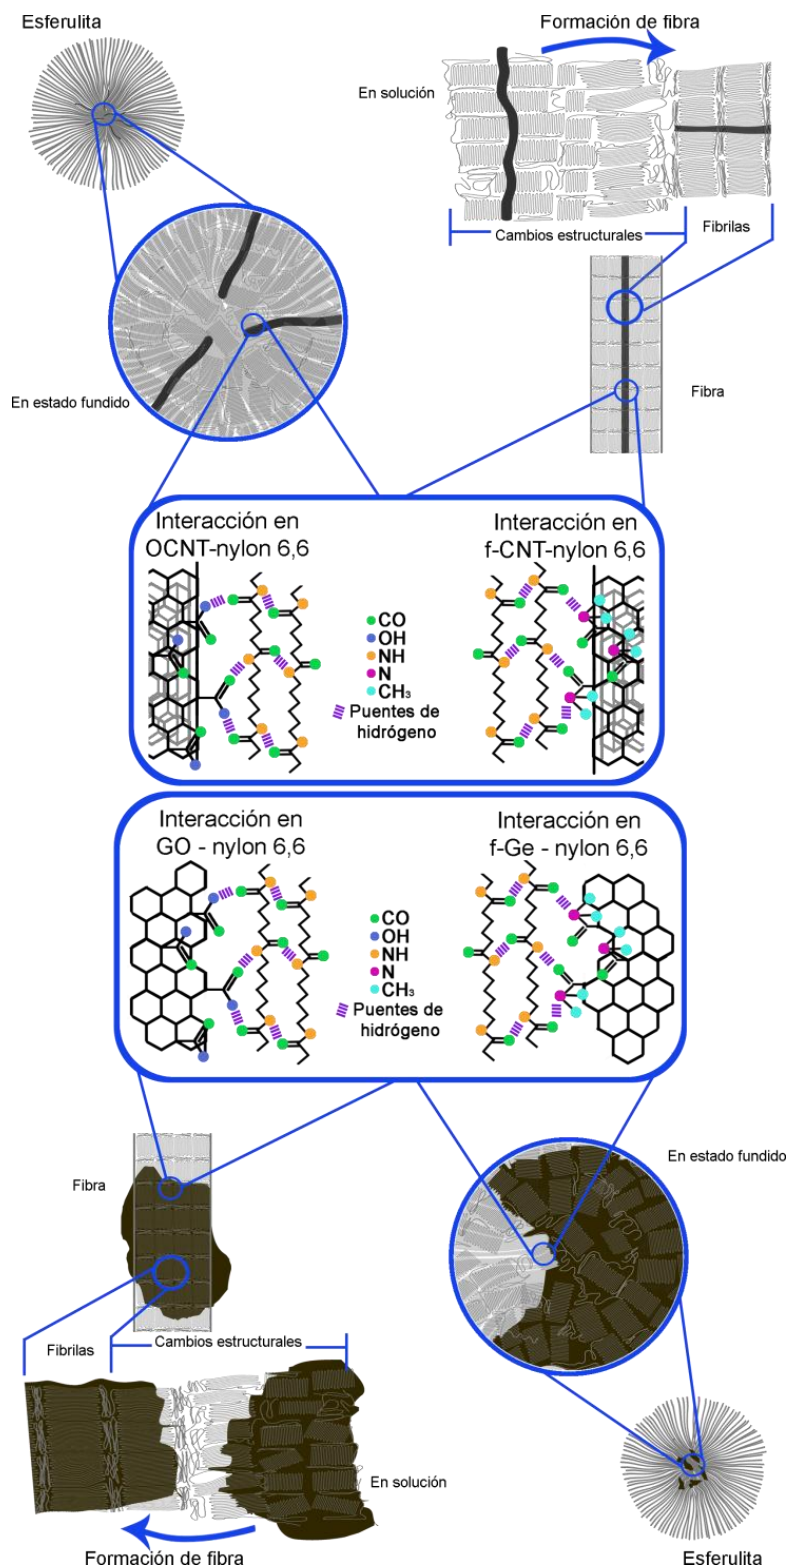 Esferulita
Formación de fibra
En solución
Cambios estructurales
Fibrilas
En estado fundido
Fibra
Interacción en
OCNT-nylon 6,6
Interacción en
f-CNT-nylon 6,6
CO
OH
NH
N
CH₃
Puentes de
hidrógeno
Interacción en
GO - nylon 6,6
Interacción en
f-Ge - nylon 6,6
CO
OH
NH
N
CH₃
Puentes de
hidrógeno
Fibra
En estado fundido
Fibrilas
Cambios estructurales
En solución
Formación de fibra
Esferulita